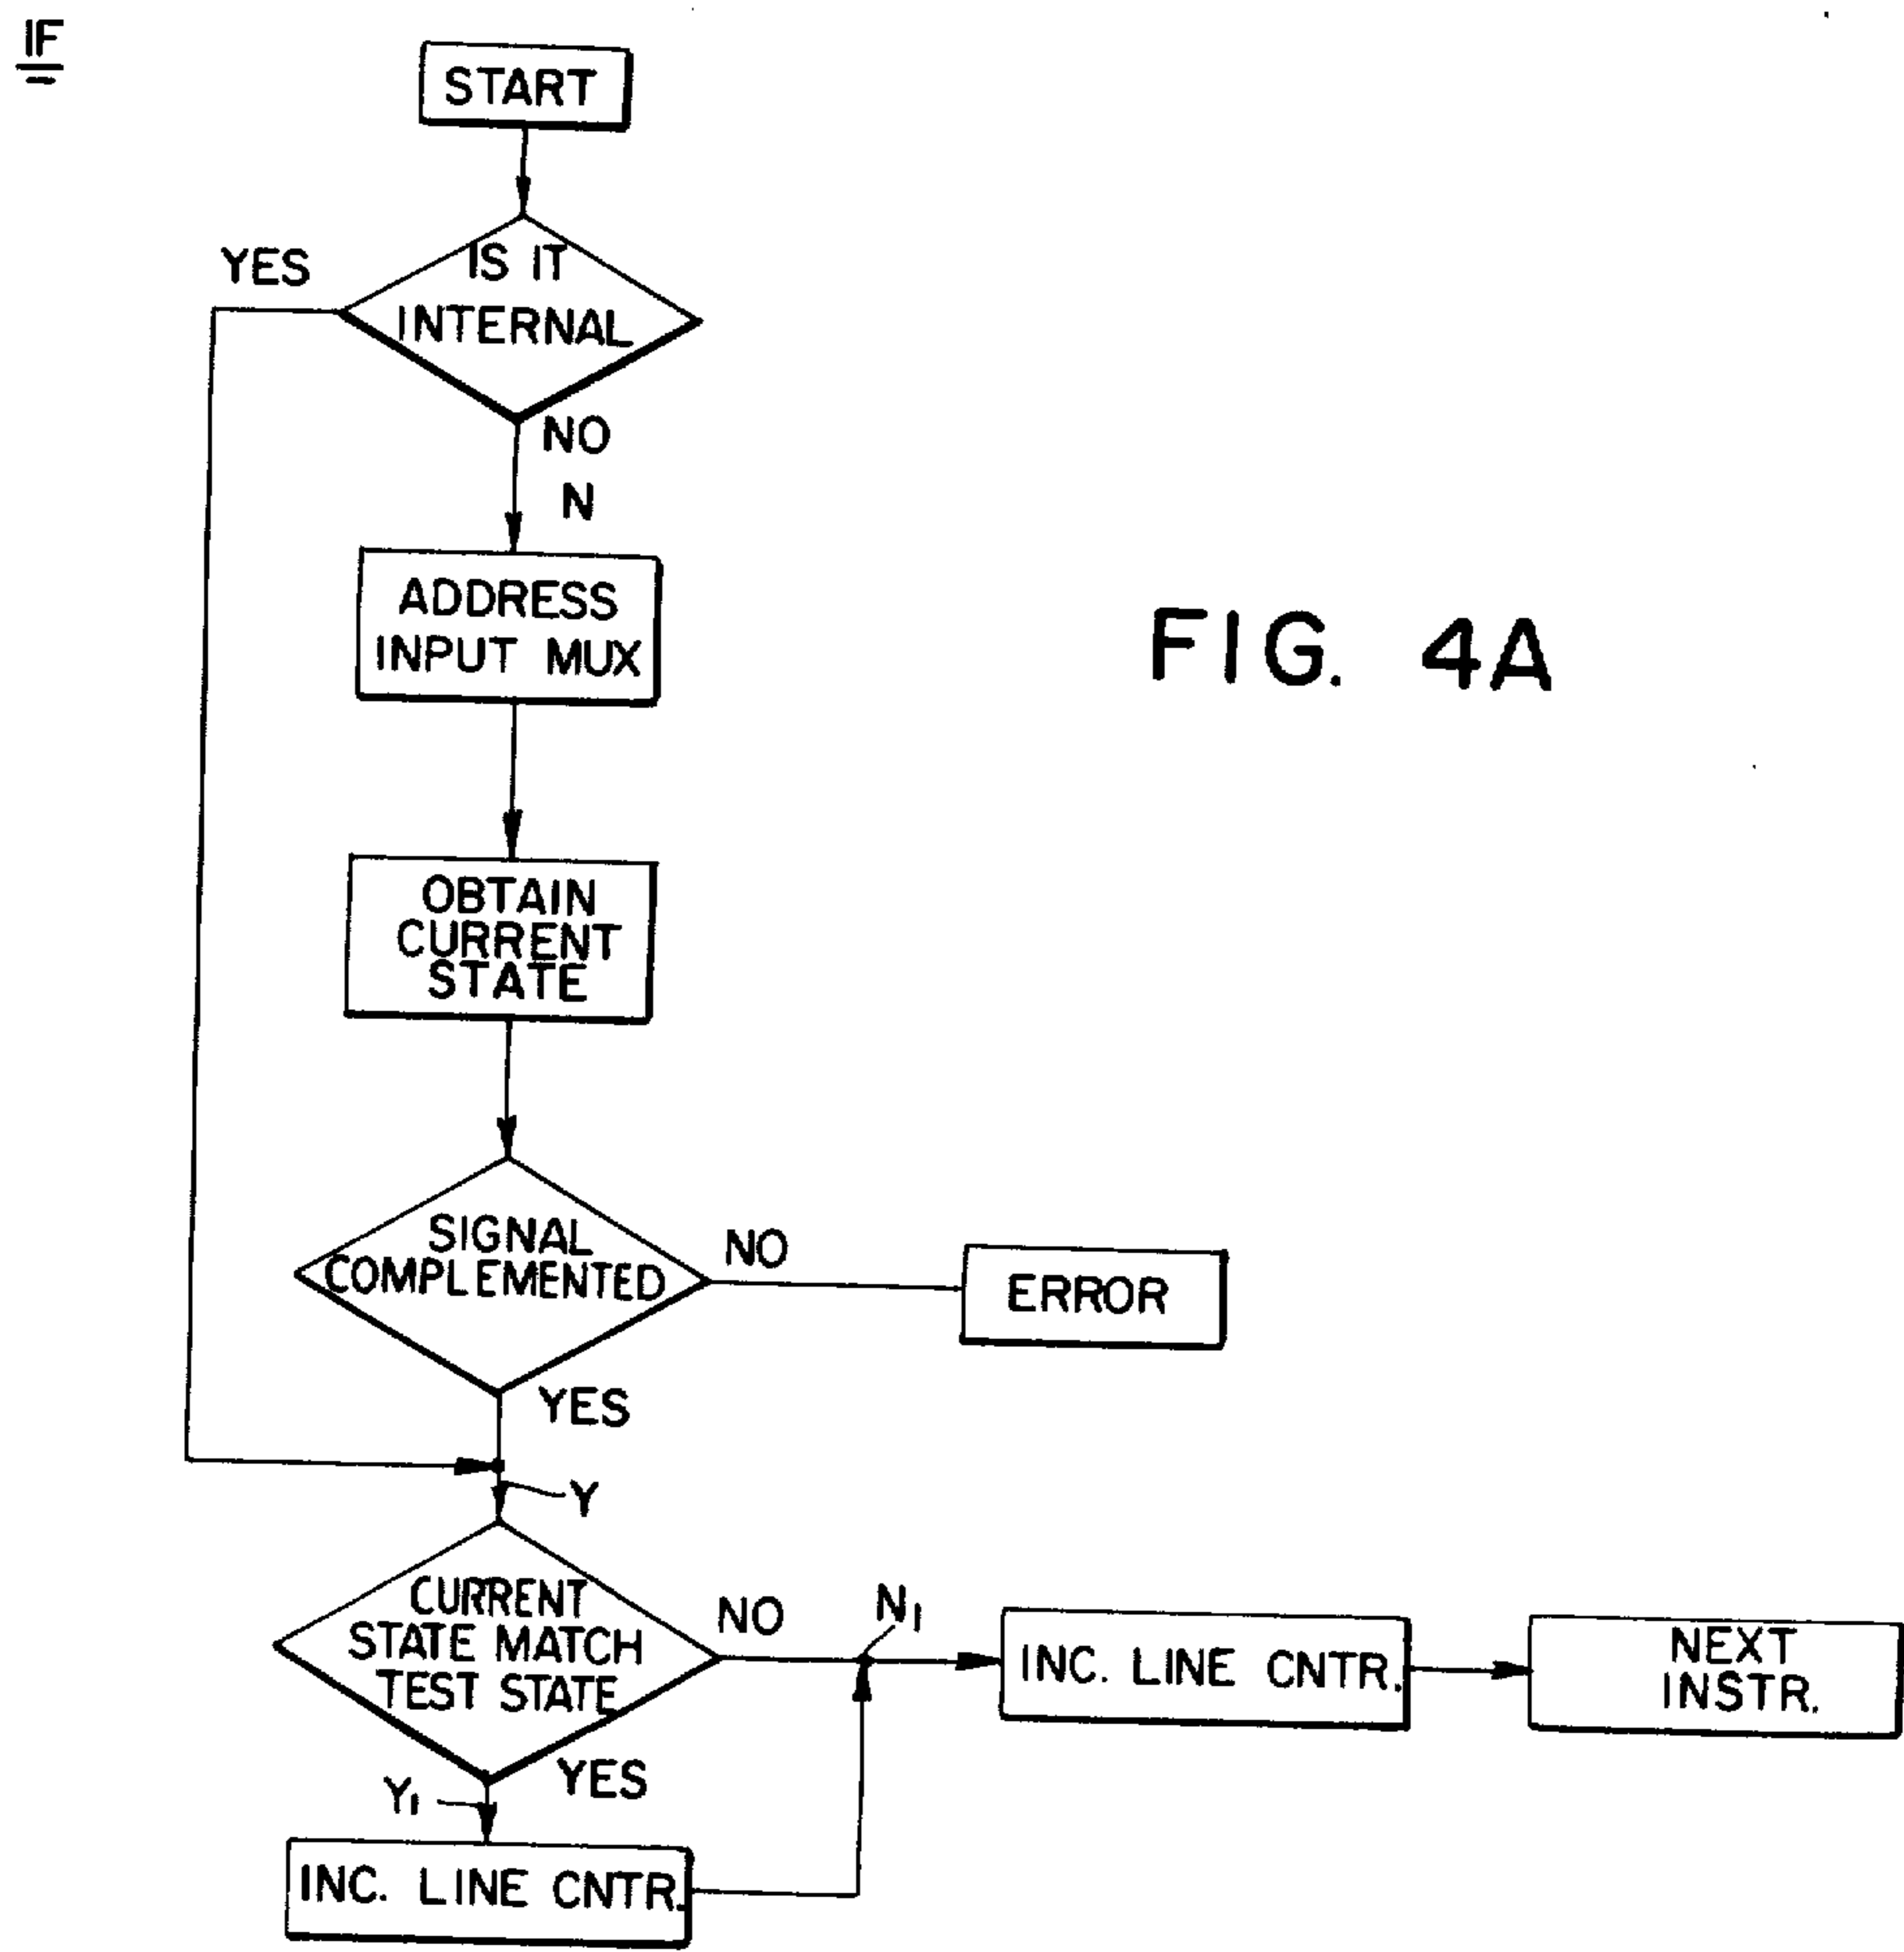 IF
START
YES
IS IT
INTERNAL
NO
N
ADDRESS
INPUT MUX
FIG. 4A
OBTAIN
CURRENT
STATE
SIGNAL
COMPLEMENTED
NO
ERROR
YES
Y
CURRENT
STATE MATCH
TEST STATE
NO
N1
INC. LINE CNTR.
NEXT
INSTR.
YES
Y1
INC. LINE CNTR.